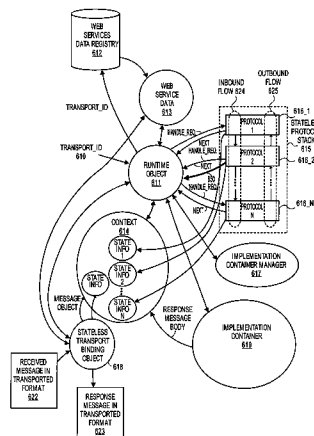 WEB
SERVICES
DATA REGISTRY
612
WEB
SERVICE
DATA
613
INBOUND
FLOW 624
OUTBOUND
FLOW
625
616_1
STATELESS
PROTOCOL
STACK
615
616_2
616_N
PROTOCOL
1
PROTOCOL
2
PROTOCOL
N
TRANSPORT_ID
HANDLE_REQ.
NEXT
HANDLE_REQ.
NEXT
HANDLE_REQ.
NEXT
TRANSPORT_ID
610
RUNTIME
OBJECT
611
CONTEXT
614
STATE
INFO
1
STATE
INFO
2
STATE
INFO
N
STATE
INFO
MESSAGE
OBJECT
RESPONSE
MESSAGE
BODY
IMPLEMENTATION
CONTAINER MANAGER
617
IMPLEMENTATION
CONTAINER
619
STATELESS
TRANSPORT
BINDING
OBJECT
618
RECEIVED
MESSAGE IN
TRANSPORTED
FORMAT
622
RESPONSE
MESSAGE IN
TRANSPORTED
FORMAT
623